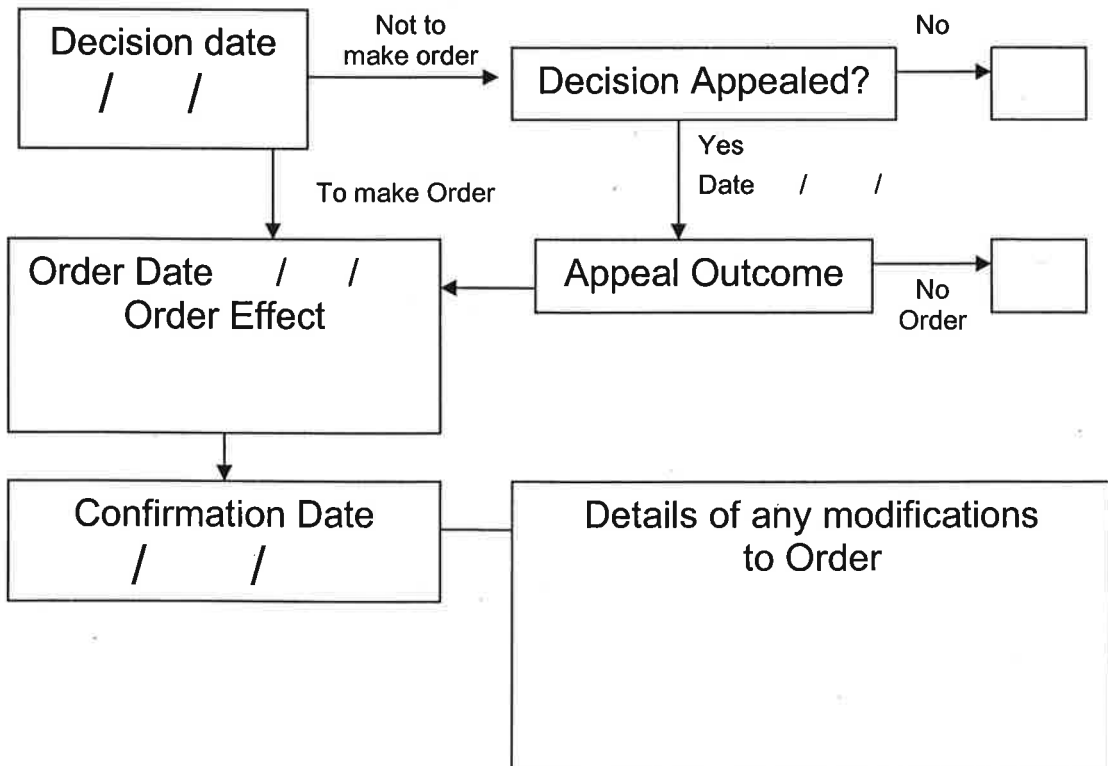 Decision date
/ /
Not to
make order
Decision Appealed?
No
Yes
Date / /
To make Order
Order Date / /
Order Effect
Appeal Outcome
No
Order
Confirmation Date
/ /
Details of any modifications
to Order